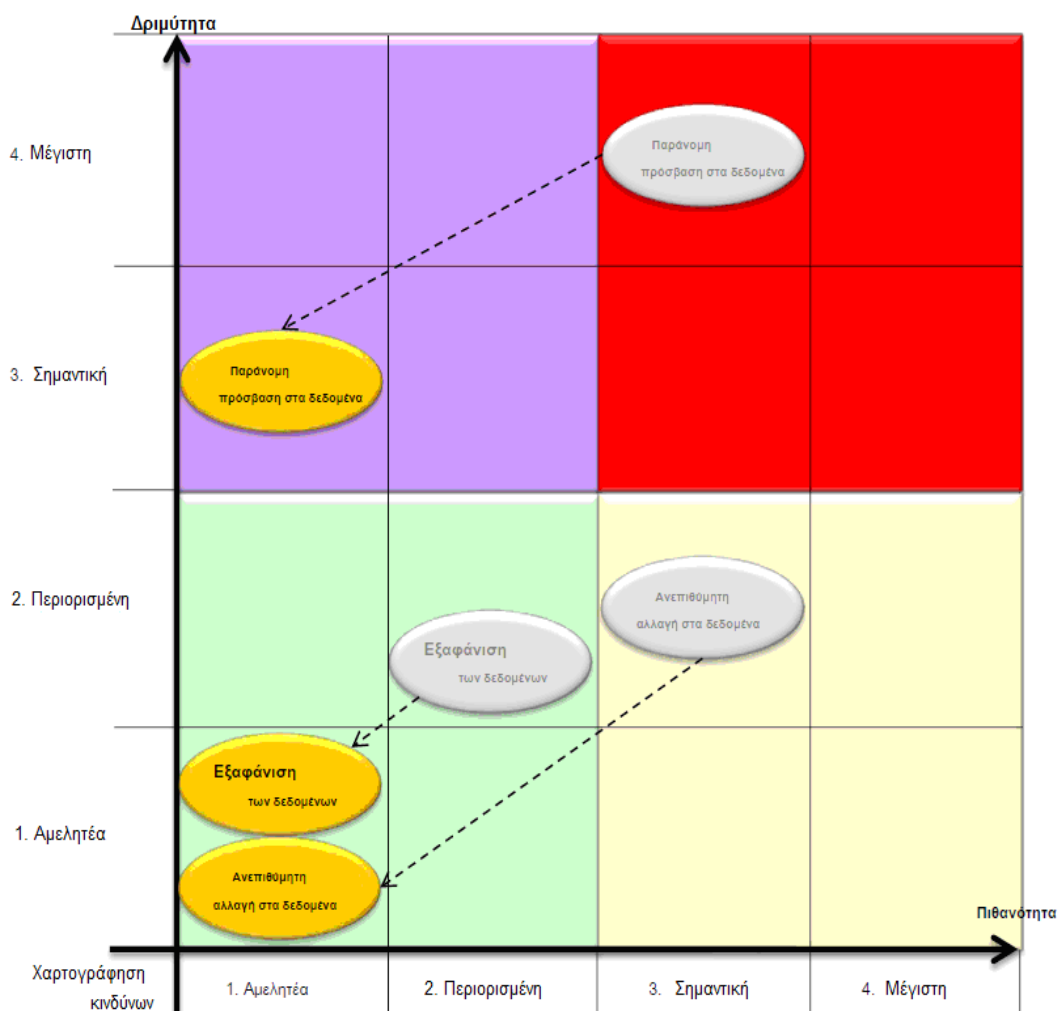 Δριμύτητα
4. Μέγιστη
Παράνομη
πρόσβαση στα δεδομένα
3. Σημαντική
Παράνομη
πρόσβαση στα δεδομένα
2. Περιορισμένη
Ανεπιθύμητη
αλλαγή στα δεδομένα
Εξαφάνιση
των δεδομένων
Εξαφάνιση
των δεδομένων
1. Αμελητέα
Ανεπιθύμητη
αλλαγή στα δεδομένα
Πιθανότητα
Χαρτογράφηση
κινδύνων
1. Αμελητέα
2. Περιορισμένη
3. Σημαντική
4. Μέγιστη